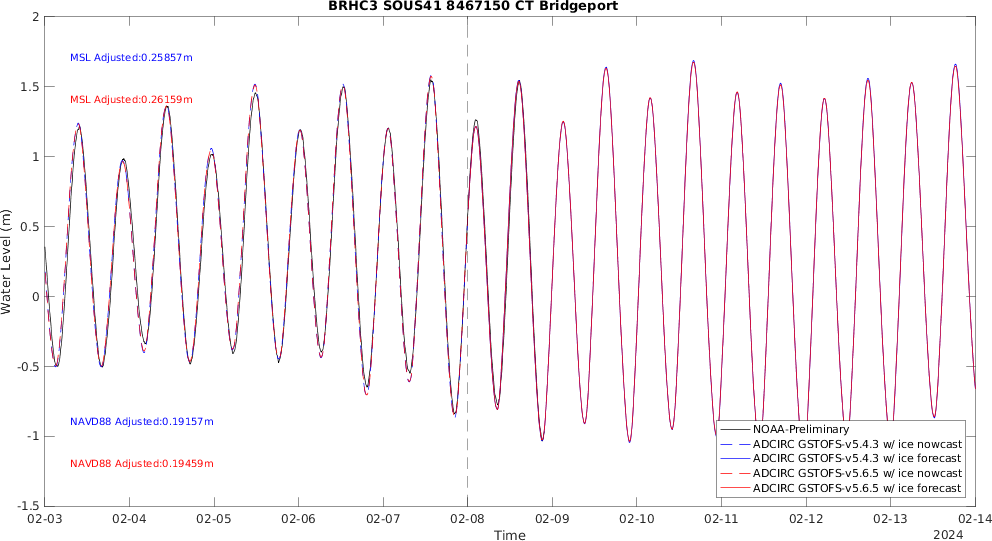 BRHC3 SOUS41 8467150 CT Bridgeport
MSL Adjusted:0.25857m
MSL Adjusted:0.26159m
NAVD88 Adjusted:0.19157m
NAVD88 Adjusted:0.19459m
Water Level (m)
2
1.5
1
0.5
0
-0.5
-1
-1.5
NOAA-Preliminary
ADCIRC GSTOFS-v5.4.3 w/ ice nowcast
ADCIRC GSTOFS-v5.4.3 w/ ice forecast
ADCIRC GSTOFS-v5.6.5 w/ ice nowcast
ADCIRC GSTOFS-v5.6.5 w/ ice forecast
02-03 02-04 02-05 02-06 02-07 02-08 02-09 02-10 02-11 02-12 02-13 02-14
Time
2024